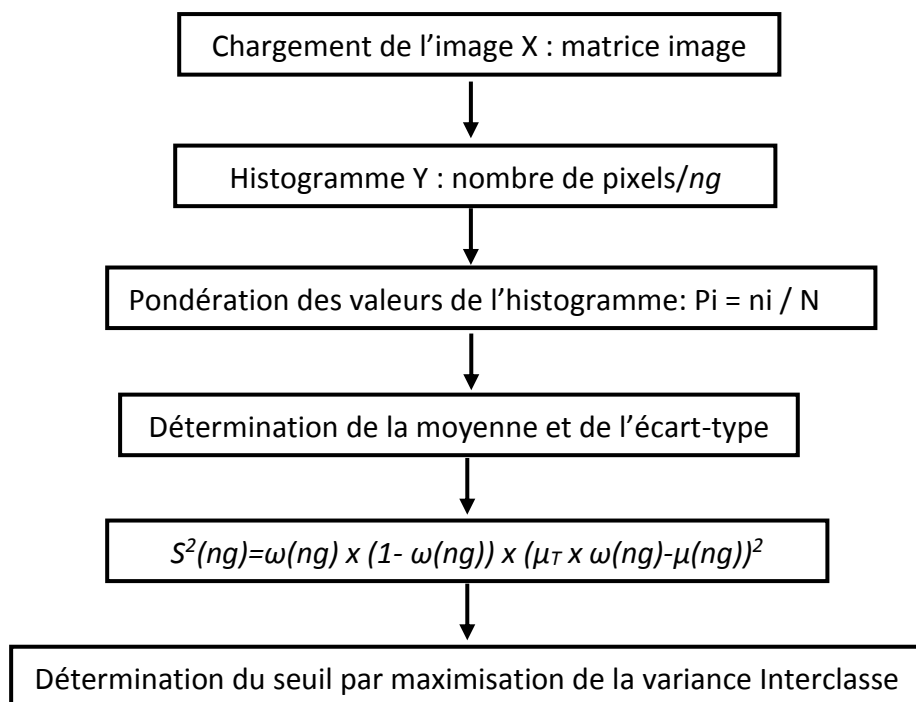 Chargement de l’image X : matrice image
Histogramme Y : nombre de pixels/ng
Pondération des valeurs de l’histogramme: Pi = ni / N
Détermination de la moyenne et de l’écart-type
S²(ng)=ω(ng) x (1- ω(ng)) x (μT x ω(ng)-μ(ng))²
Détermination du seuil par maximisation de la variance Interclasse